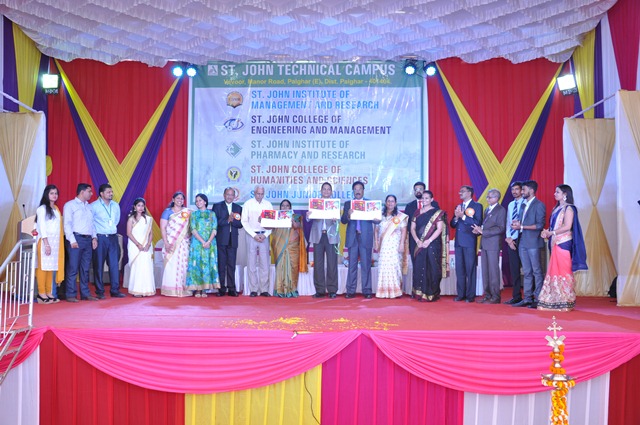 ST. JOHN TECHNICAL CAMPUS
Vevoor, Manor Road, Palghar (E), Dist. Palghar - 401404
ST. JOHN INSTITUTE OF
MANAGEMENT AND RESEARCH
ST. JOHN COLLEGE OF
ENGINEERING AND MANAGEMENT
ST. JOHN INSTITUTE OF
PHARMACY AND RESEARCH
ST. JOHN COLLEGE OF
HUMANITIES AND SCIENCES
ST. JOHN JUNIOR COLLEGE